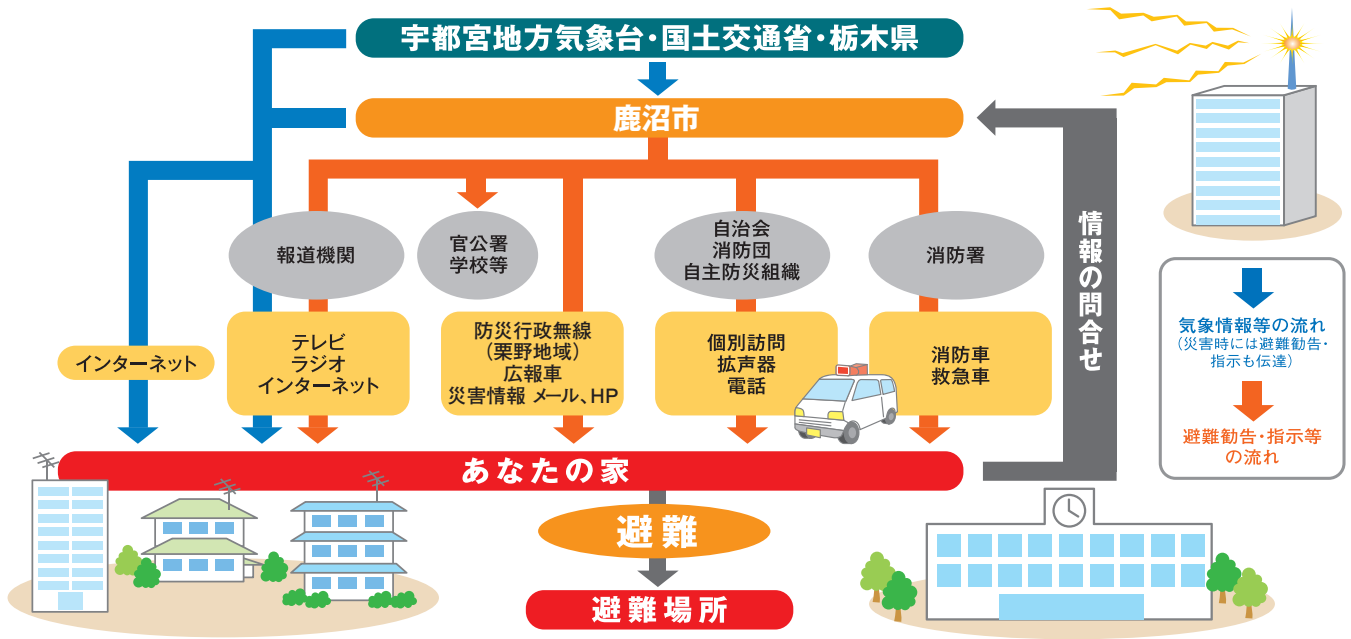 宇都宮地方気象台・国土交通省・栃木県
鹿沼市
報道機関
官公署
学校等
自治会
消防団
自主防災組織
消防署
インターネット
テレビ
ラジオ
インターネット
防災行政無線
(粟野地域)
広報車
災害情報 メール、HP
個別訪問
拡声器
電話
消防車
救急車
情報の問合せ
気象情報等の流れ
(災害時には避難勧告・
指示も伝達)
避難勧告・指示等
の流れ
あなたの家
避難
避難場所